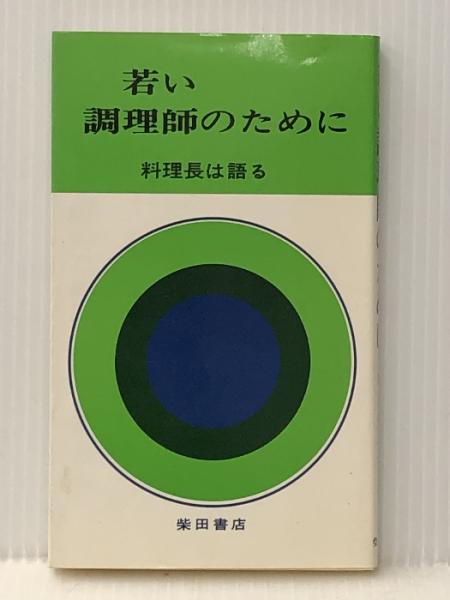 若い
調理師のために
料理長は語る
柴田書店